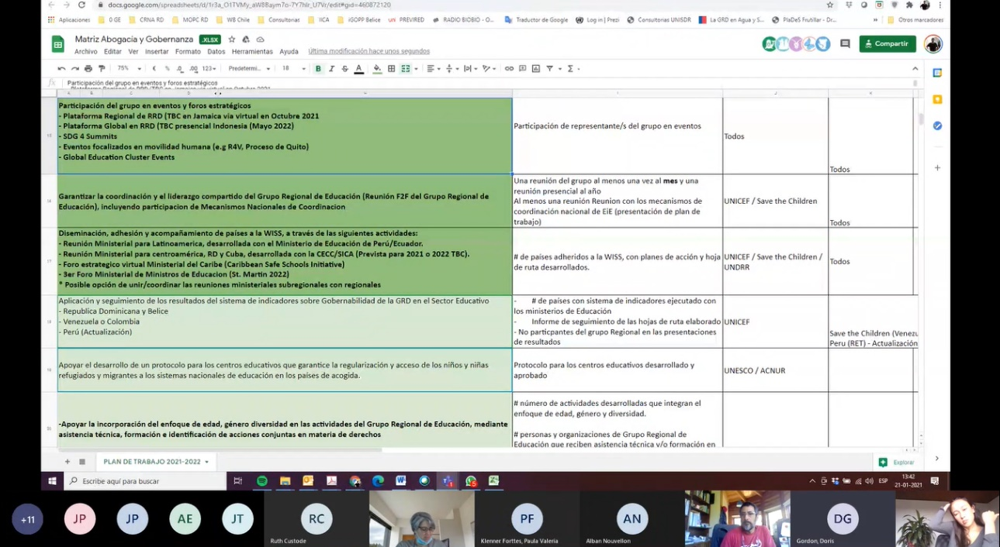 docs.google.com/spreadsheets/d/1r3a_O1TVMy_aW8Baym7o-7Y7hlr_U7Vr/edit#gid=460872120
Aplicaciones 0 GE CRNA RD MOPC RD WB Chile Consultorias IICA iGOPP Belice PREVIRED RADIO BIOBIO - O... Traductor de Google Log in | Prezi Consultorias UNISDR La GRD en Agua y S... PlaDeS Frutillar - Dr... » Otros marcadores
Matriz Abogacia y Gobernanza .XLSX
Archivo Editar Ver Insertar Formato Datos Herramientas Ayuda Última modificación hace unos segundos
Compartir
75% € % .0 .00 123 Predetermi... 18 B I S A
fx Participación del grupo en eventos y foros estratégicos
Participación del grupo en eventos y foros estratégicos
- Plataforma Regional de RRD (TBC en Jamaica via virtual en Octubre 2021
- Plataforma Global en RRD (TBC presencial Indonesia (Mayo 2022)
- SDG 4 Summits
- Eventos focalizados en movilidad humana (e.g R4V, Proceso de Quito)
- Global Education Cluster Events
Participación de representante/s del grupo en eventos
Todos
Todos
Garantizar la coordinación y el liderazgo compartido del Grupo Regional de Educación (Reunión F2F del Grupo Regional de
Educación), incluyendo participacion de Mecanismos Nacionales de Coordinacion
Una reunión del grupo al menos una vez al mes y una
reunión presencial al año
Al menos una reunión Reunion con los mecanismos de
coordinación nacional de EiE (presentación de plan de
trabajo)
UNICEF / Save the Children
Todos
Diseminación, adhesión y acompañamiento de países a la WISS, a través de las siguientes actividades:
- Reunión Ministerial para Latinoamerica, desarrollada con el Ministerio de Educación de Perú/Ecuador.
- Reunión Ministerial para centroamérica, RD y Cuba, desarrollada con la CECC/SICA (Prevista para 2021 o 2022 TBC).
- Foro estrategico virtual Ministerial del Caribe (Caribbean Safe Schools Initiative)
- 3er Foro Ministerial de Ministros de Educacion (St. Martin 2022)
* Posible opción de unir/coordinar las reuniones ministeriales subregionales con regionales
# de países adheridos a la WISS, con planes de acción y hoja
de ruta desarrollados.
UNICEF / Save the Children /
UNDRR
Todos
Aplicación y seguimiento de los resultados del sistema de indicadores sobre Gobernabilidad de la GRD en el Sector Educativo
- Republica Dominicana y Belice
- Venezuela o Colombia
- Perú (Actualización)
- # de países con sistema de indicadores ejecutado con
los ministerios de Educación
- Informe de seguimiento de las hojas de ruta elaborado
- No particpantes del grupo Regional en las presentaciones
de resultados
UNICEF
Save the Children (Venezu
Peru (RET) - Actualización
Apoyar el desarrollo de un protocolo para los centros educativos que garantice la regularización y acceso de los niños y niñas
refugiados y migrantes a los sistemas nacionales de educación en los países de acogida.
Protocolo para los centros educativos desarrollado y
aprobado
UNESCO / ACNUR
-Apoyar la incorporación del enfoque de edad, género diversidad en las actividades del Grupo Regional de Educación, mediante
asistencia técnica, formación e identificación de acciones conjuntas en materia de derechos
# número de actividades desarrolladas que integran el
enfoque de edad, género y diversidad.
# personas y organizaciones de Grupo Regional de
Educación que reciben asistencia técnica y/o formación en
PLAN DE TRABAJO 2021-2022
Explorar
Escribe aquí para buscar
ESP
13:42
21-01-2021
+11 JP JP AE JT RC PF AN DG
Ruth Custode
Klenner Forttes, Paula Valeria
Alban Nouvellon
Gordon, Doris